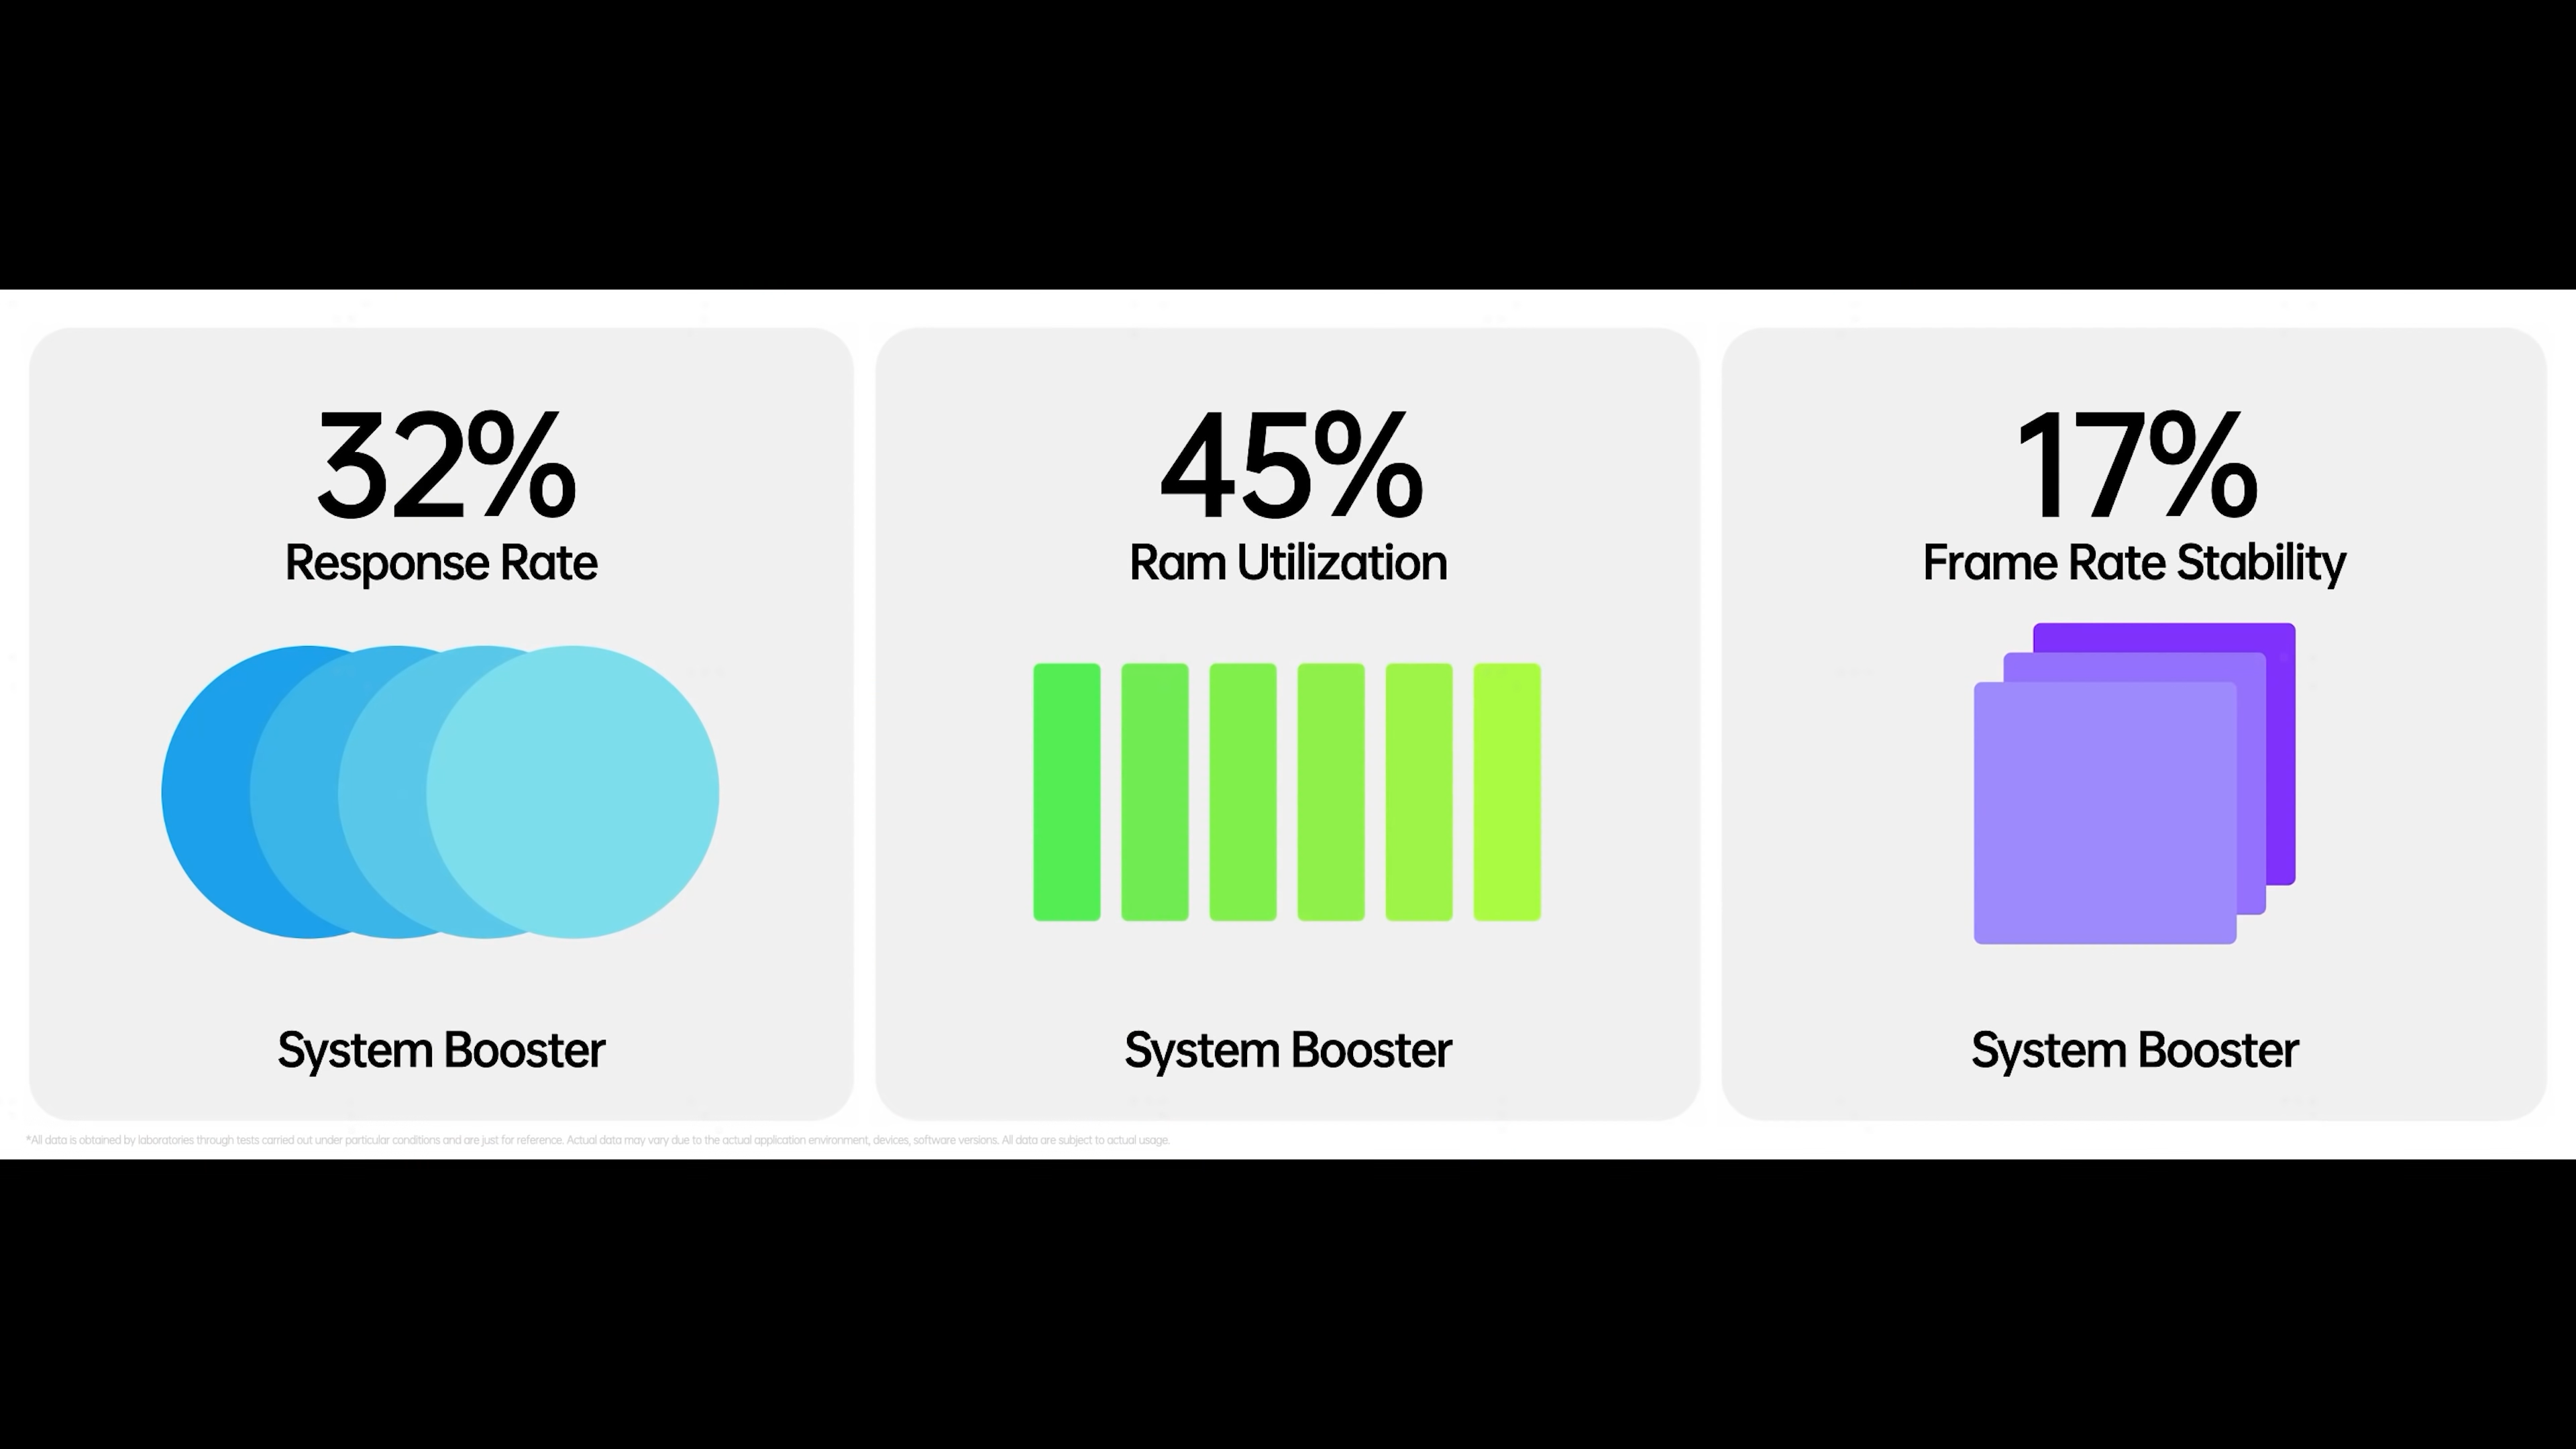 32%
Response Rate
System Booster
45%
Ram Utilization
System Booster
17%
Frame Rate Stability
System Booster
*All data is obtained by laboratories through tests carried out under particular conditions and are just for reference. Actual data may vary due to the actual application environment, devices, software versions. All data are subject to actual usage.